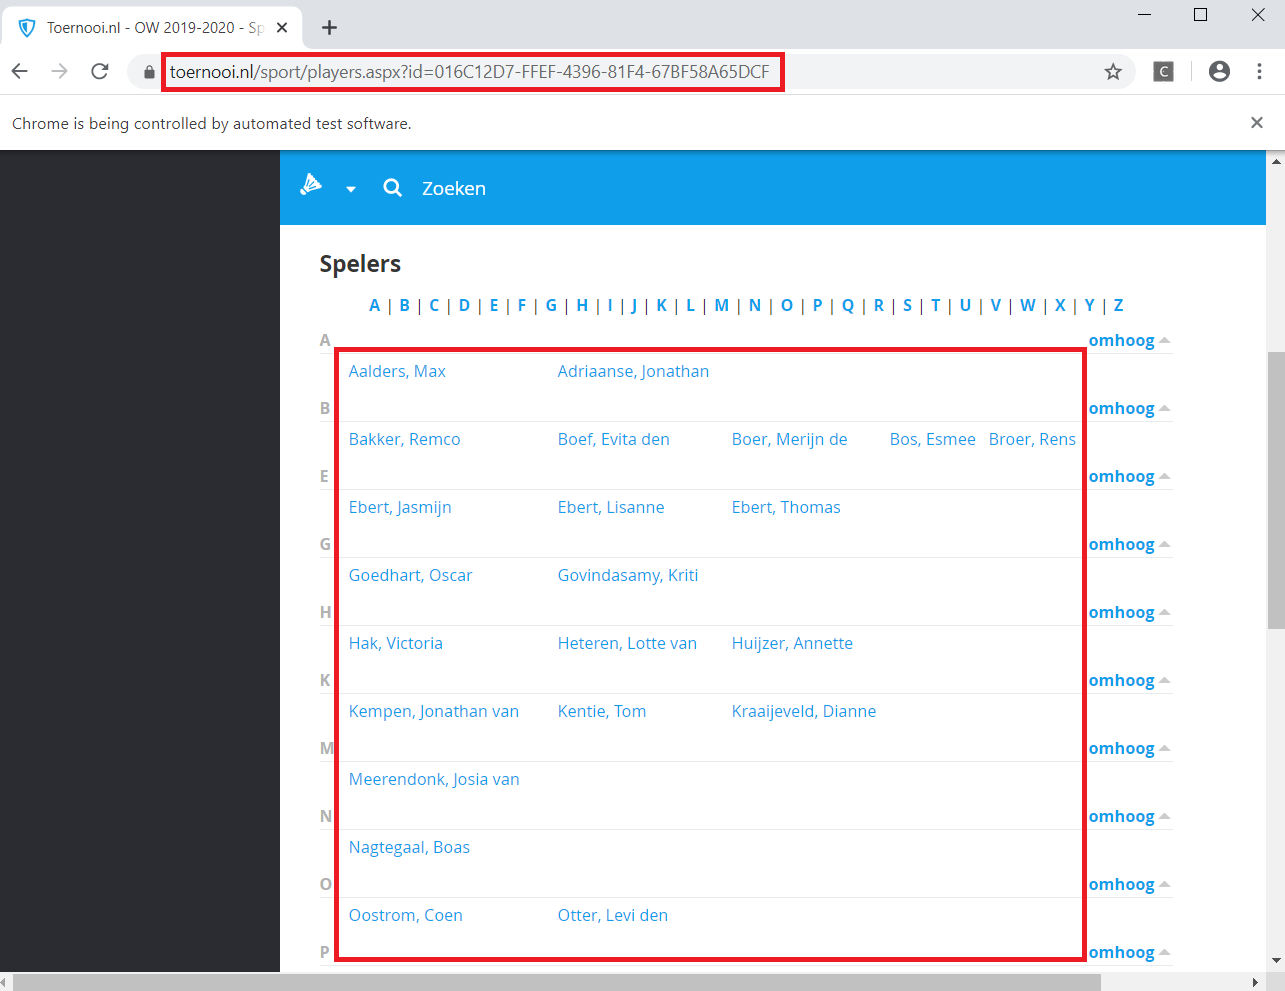 Toernooi.nl - OW 2019-2020 - Sp
toernooi.nl/sport/players.aspx?id=016C12D7-FFEF-4396-81F4-67BF58A65DCF
C
Chrome is being controlled by automated test software.
Zoeken
Spelers
A | B | C | D | E | F | G | H | I | J | K | L | M | N | O | P | Q | R | S | T | U | V | W | X | Y | Z
A omhoog
Aalders, Max Adriaanse, Jonathan
B omhoog
Bakker, Remco Boef, Evita den Boer, Merijn de Bos, Esmee Broer, Rens
E omhoog
Ebert, Jasmijn Ebert, Lisanne Ebert, Thomas
G omhoog
Goedhart, Oscar Govindasamy, Kriti
H omhoog
Hak, Victoria Heteren, Lotte van Huijzer, Annette
K omhoog
Kempen, Jonathan van Kentie, Tom Kraaijeveld, Dianne
M omhoog
Meerendonk, Josia van
N omhoog
Nagtegaal, Boas
O omhoog
Oostrom, Coen Otter, Levi den
P omhoog